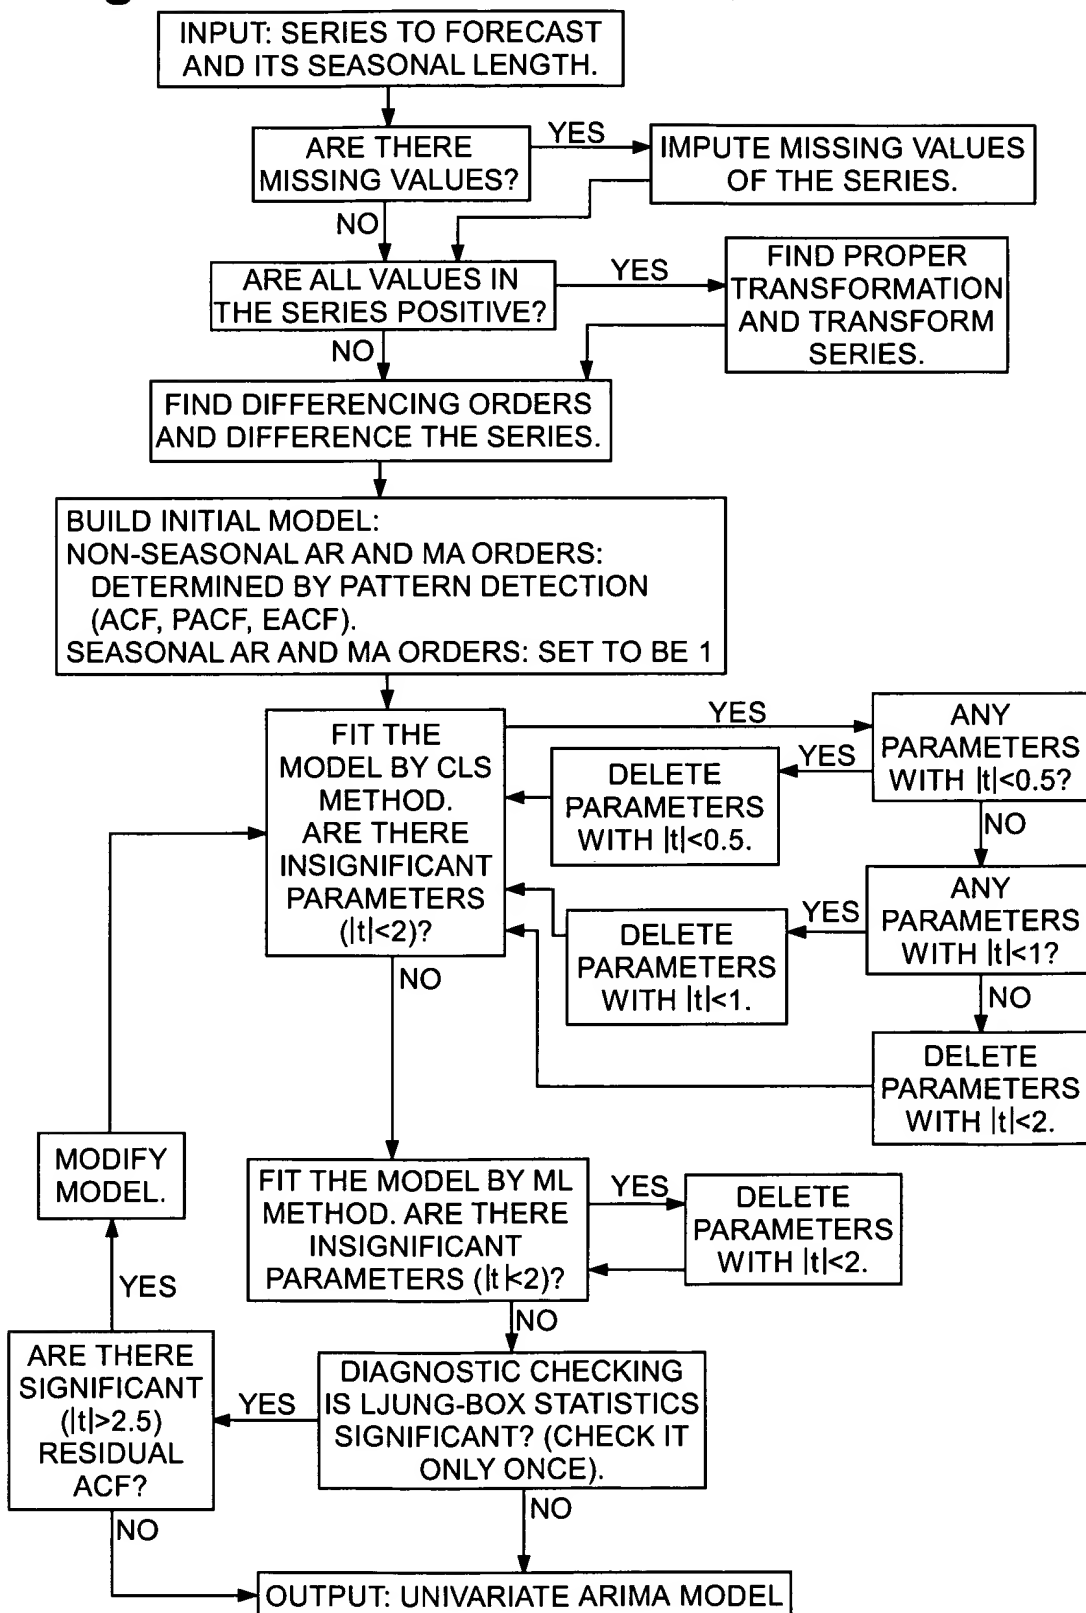 INPUT: SERIES TO FORECAST
AND ITS SEASONAL LENGTH.
ARE THERE
MISSING VALUES?
YES
IMPUTE MISSING VALUES
OF THE SERIES.
NO
ARE ALL VALUES IN
THE SERIES POSITIVE?
YES
FIND PROPER
TRANSFORMATION
AND TRANSFORM
SERIES.
NO
FIND DIFFERENCING ORDERS
AND DIFFERENCE THE SERIES.
BUILD INITIAL MODEL:
NON-SEASONAL AR AND MA ORDERS:
DETERMINED BY PATTERN DETECTION
(ACF, PACF, EACF).
SEASONAL AR AND MA ORDERS: SET TO BE 1
FIT THE
MODEL BY CLS
METHOD.
ARE THERE
INSIGNIFICANT
PARAMETERS
(|t|<2)?
YES
ANY
PARAMETERS
WITH |t|<0.5?
YES
DELETE
PARAMETERS
WITH |t|<0.5.
NO
ANY
PARAMETERS
WITH |t|<1?
YES
DELETE
PARAMETERS
WITH |t|<1.
NO
DELETE
PARAMETERS
WITH |t|<2.
NO
MODIFY
MODEL.
FIT THE MODEL BY ML
METHOD. ARE THERE
INSIGNIFICANT
PARAMETERS (|t|<2)?
YES
DELETE
PARAMETERS
WITH |t|<2.
NO
YES
ARE THERE
SIGNIFICANT
(|t|>2.5)
RESIDUAL
ACF?
YES
DIAGNOSTIC CHECKING
IS LJUNG-BOX STATISTICS
SIGNIFICANT? (CHECK IT
ONLY ONCE).
NO
NO
OUTPUT: UNIVARIATE ARIMA MODEL